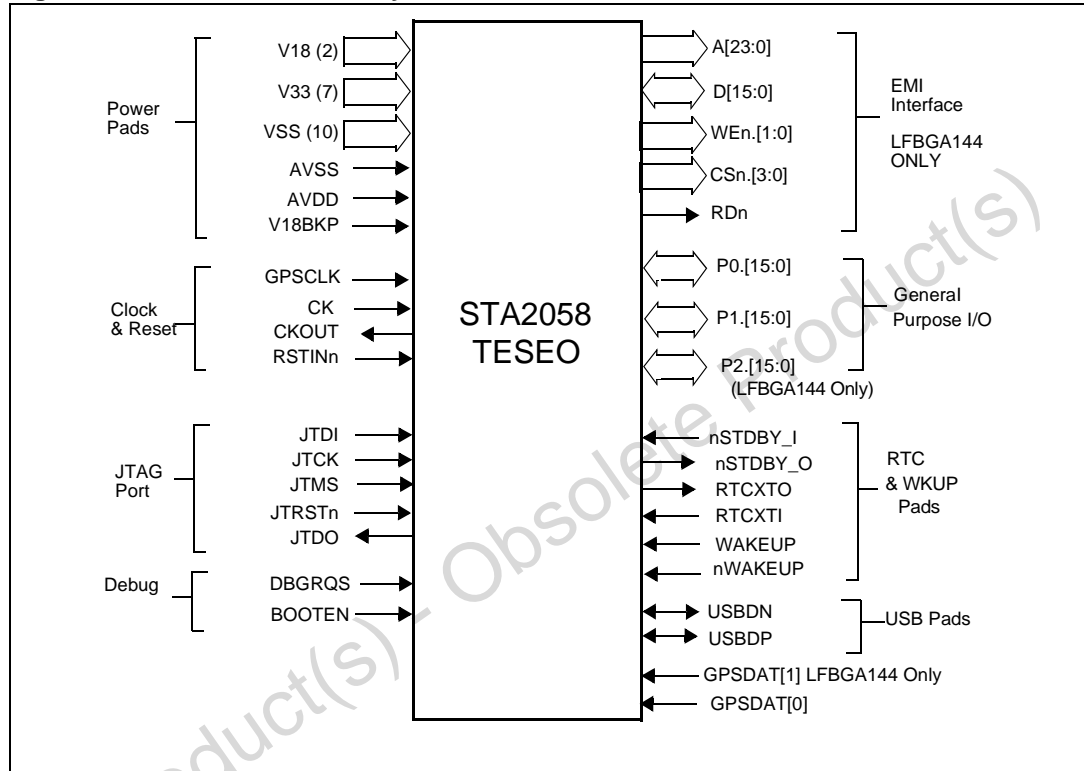 Power
Pads
V18 (2)
V33 (7)
VSS (10)
AVSS
AVDD
V18BKP
Clock
& Reset
GPSCLK
CK
CKOUT
RSTINn
JTAG
Port
JTDI
JTCK
JTMS
JTRSTn
JTDO
Debug
DBGRQS
BOOTEN
STA2058
TESEO
A[23:0]
D[15:0]
WEn.[1:0]
CSn.[3:0]
RDn
EMI
Interface
LFBGA144
ONLY
P0.[15:0]
P1.[15:0]
P2.[15:0]
(LFBGA144 Only)
General
Purpose I/O
nSTDBY_I
nSTDBY_O
RTCXTO
RTCXTI
WAKEUP
nWAKEUP
RTC
& WKUP
Pads
USBDN
USBDP
USB Pads
GPSDAT[1] LFBGA144 Only
GPSDAT[0]
oduct(s) - Obsolete Product(s)